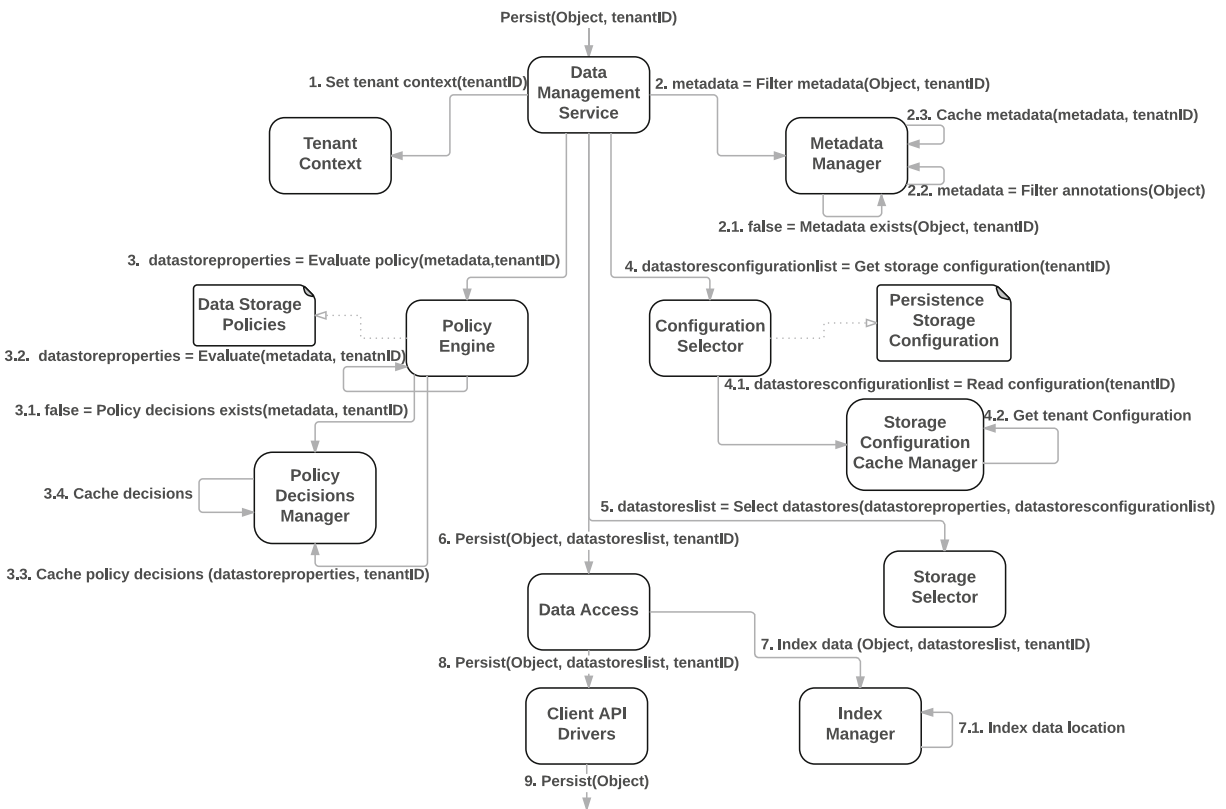 Persist(Object, tenantID)
Data
Management
Service
1. Set tenant context(tenantID)
2. metadata = Filter metadata(Object, tenantID)
Tenant
Context
2.3. Cache metadata(metadata, tenatnID)
Metadata
Manager
2.2. metadata = Filter annotations(Object)
2.1. false = Metadata exists(Object, tenantID)
3. datastoreproperties = Evaluate policy(metadata,tenantID)
4. datastoresconfigurationlist = Get storage configuration(tenantID)
Data Storage
Policies
Policy
Engine
Configuration
Selector
Persistence
Storage
Configuration
3.2. datastoreproperties = Evaluate(metadata, tenatnID)
4.1. datastoresconfigurationlist = Read configuration(tenantID)
3.1. false = Policy decisions exists(metadata, tenantID)
Storage
Configuration
Cache Manager
4.2. Get tenant Configuration
Policy
Decisions
Manager
3.4. Cache decisions
5. datastoreslist = Select datastores(datastoreproperties, datastoresconfigurationlist)
6. Persist(Object, datastoreslist, tenantID)
3.3. Cache policy decisions (datastoreproperties, tenantID)
Storage
Selector
Data Access
7. Index data (Object, datastoreslist, tenantID)
8. Persist(Object, datastoreslist, tenantID)
Client API
Drivers
Index
Manager
7.1. Index data location
9. Persist(Object)